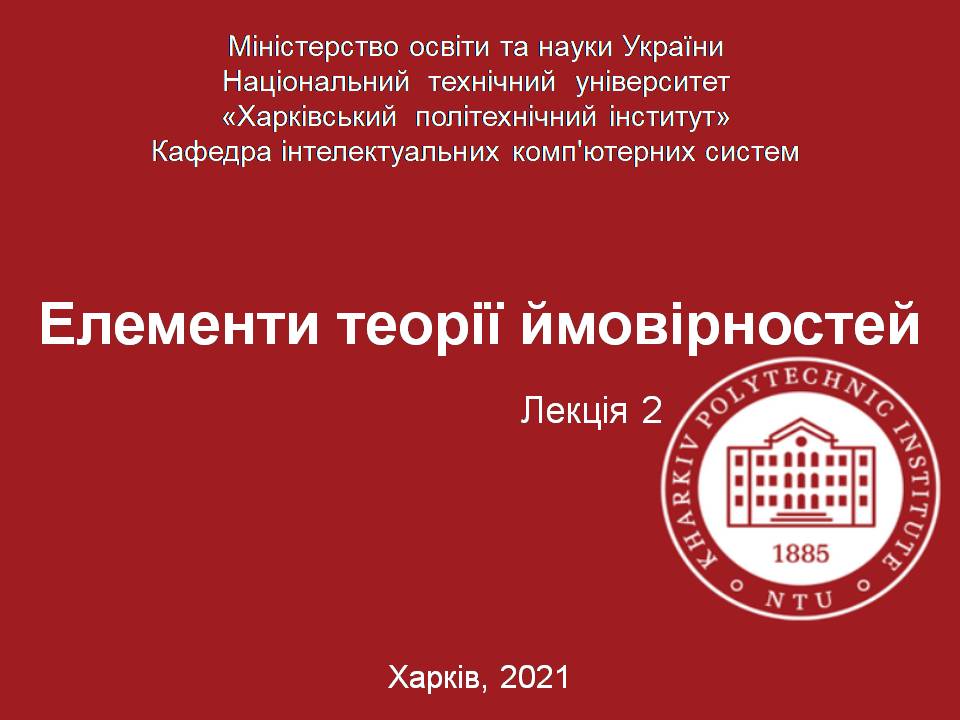 Міністерство освіти та науки України
Національний технічний університет
«Харківський політехнічний інститут»
Кафедра інтелектуальних комп'ютерних систем
Елементи теорії ймовірностей
Лекція 2
KHARKIV POLYTECHNIC INSTITUTE
1885
NTU
Харків, 2021